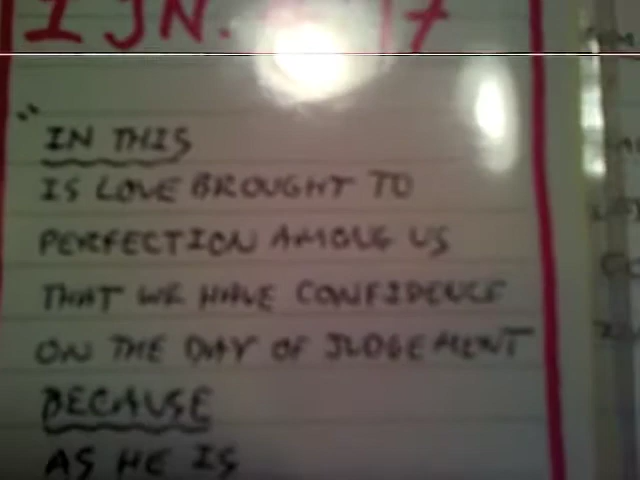 I JN. 17
"IN THIS
IS LOVE BROUGHT TO
PERFECTION AMONG US
THAT WE HAVE CONFIDENCE
ON THE DAY OF JUDGEMENT
BECAUSE
AS HE IS